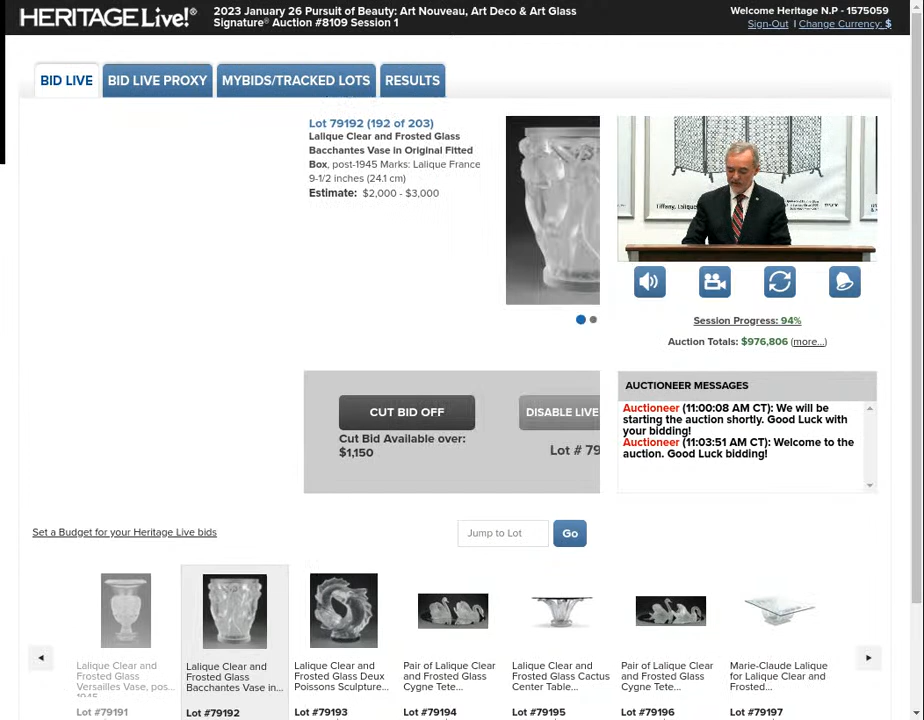 HERITAGE Live!®
2023 January 26 Pursuit of Beauty: Art Nouveau, Art Deco & Art Glass
Signature® Auction #8109 Session 1
Welcome Heritage N.P - 1575059
Sign-Out | Change Currency: $
BID LIVE
BID LIVE PROXY
MYBIDS/TRACKED LOTS
RESULTS
Lot 79192 (192 of 203)
Lalique Clear and Frosted Glass
Bacchantes Vase in Original Fitted
Box, post-1945 Marks: Lalique France
9-1/2 inches (24.1 cm)
Estimate: $2,000 - $3,000
Tiffany, Lalique
Session Progress: 94%
Auction Totals: $976,806 (more...)
CUT BID OFF
Cut Bid Available over:
$1,150
DISABLE LIVE
Lot # 79
AUCTIONEER MESSAGES
Auctioneer (11:00:08 AM CT): We will be
starting the auction shortly. Good Luck with
your bidding!
Auctioneer (11:03:51 AM CT): Welcome to the
auction. Good Luck bidding!
Set a Budget for your Heritage Live bids
Jump to Lot
Go
Lalique Clear and
Frosted Glass
Versailles Vase, pos...
1945
Lot #79191
Lalique Clear and
Frosted Glass
Bacchantes Vase in...
Lot #79192
Lalique Clear and
Frosted Glass Deux
Poissons Sculpture...
Lot #79193
Pair of Lalique Clear
and Frosted Glass
Cygne Tete...
Lot #79194
Lalique Clear and
Frosted Glass Cactus
Center Table...
Lot #79195
Pair of Lalique Clear
and Frosted Glass
Cygne Tete...
Lot #79196
Marie-Claude Lalique
for Lalique Clear and
Frosted...
Lot #79197